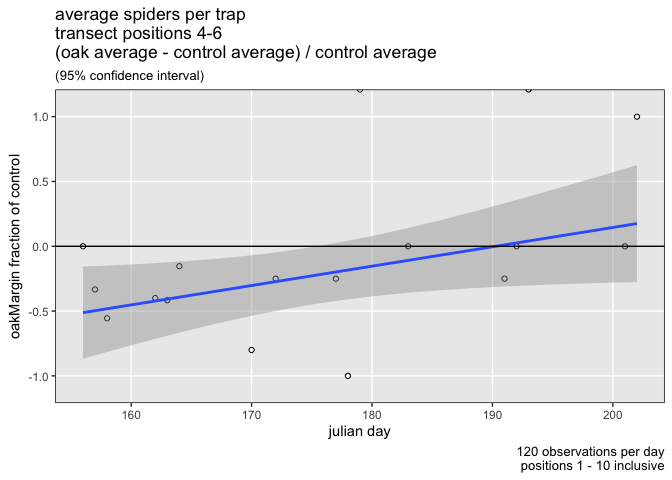 average spiders per trap
transect positions 4-6
(oak average - control average) / control average
(95% confidence interval)
1.0
0.5
0.0
-0.5
-1.0
oakMargin fraction of control
160 170 180 190 200
julian day
120 observations per day
positions 1 - 10 inclusive